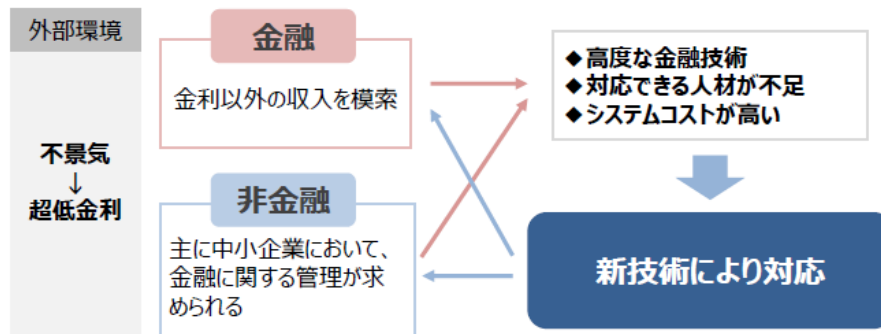 外部環境
不景気
↓
超低金利
金融
金利以外の収入を模索
非金融
主に中小企業において、
金融に関する管理が求
められる
◆高度な金融技術
◆対応できる人材が不足
◆システムコストが高い
新技術により対応